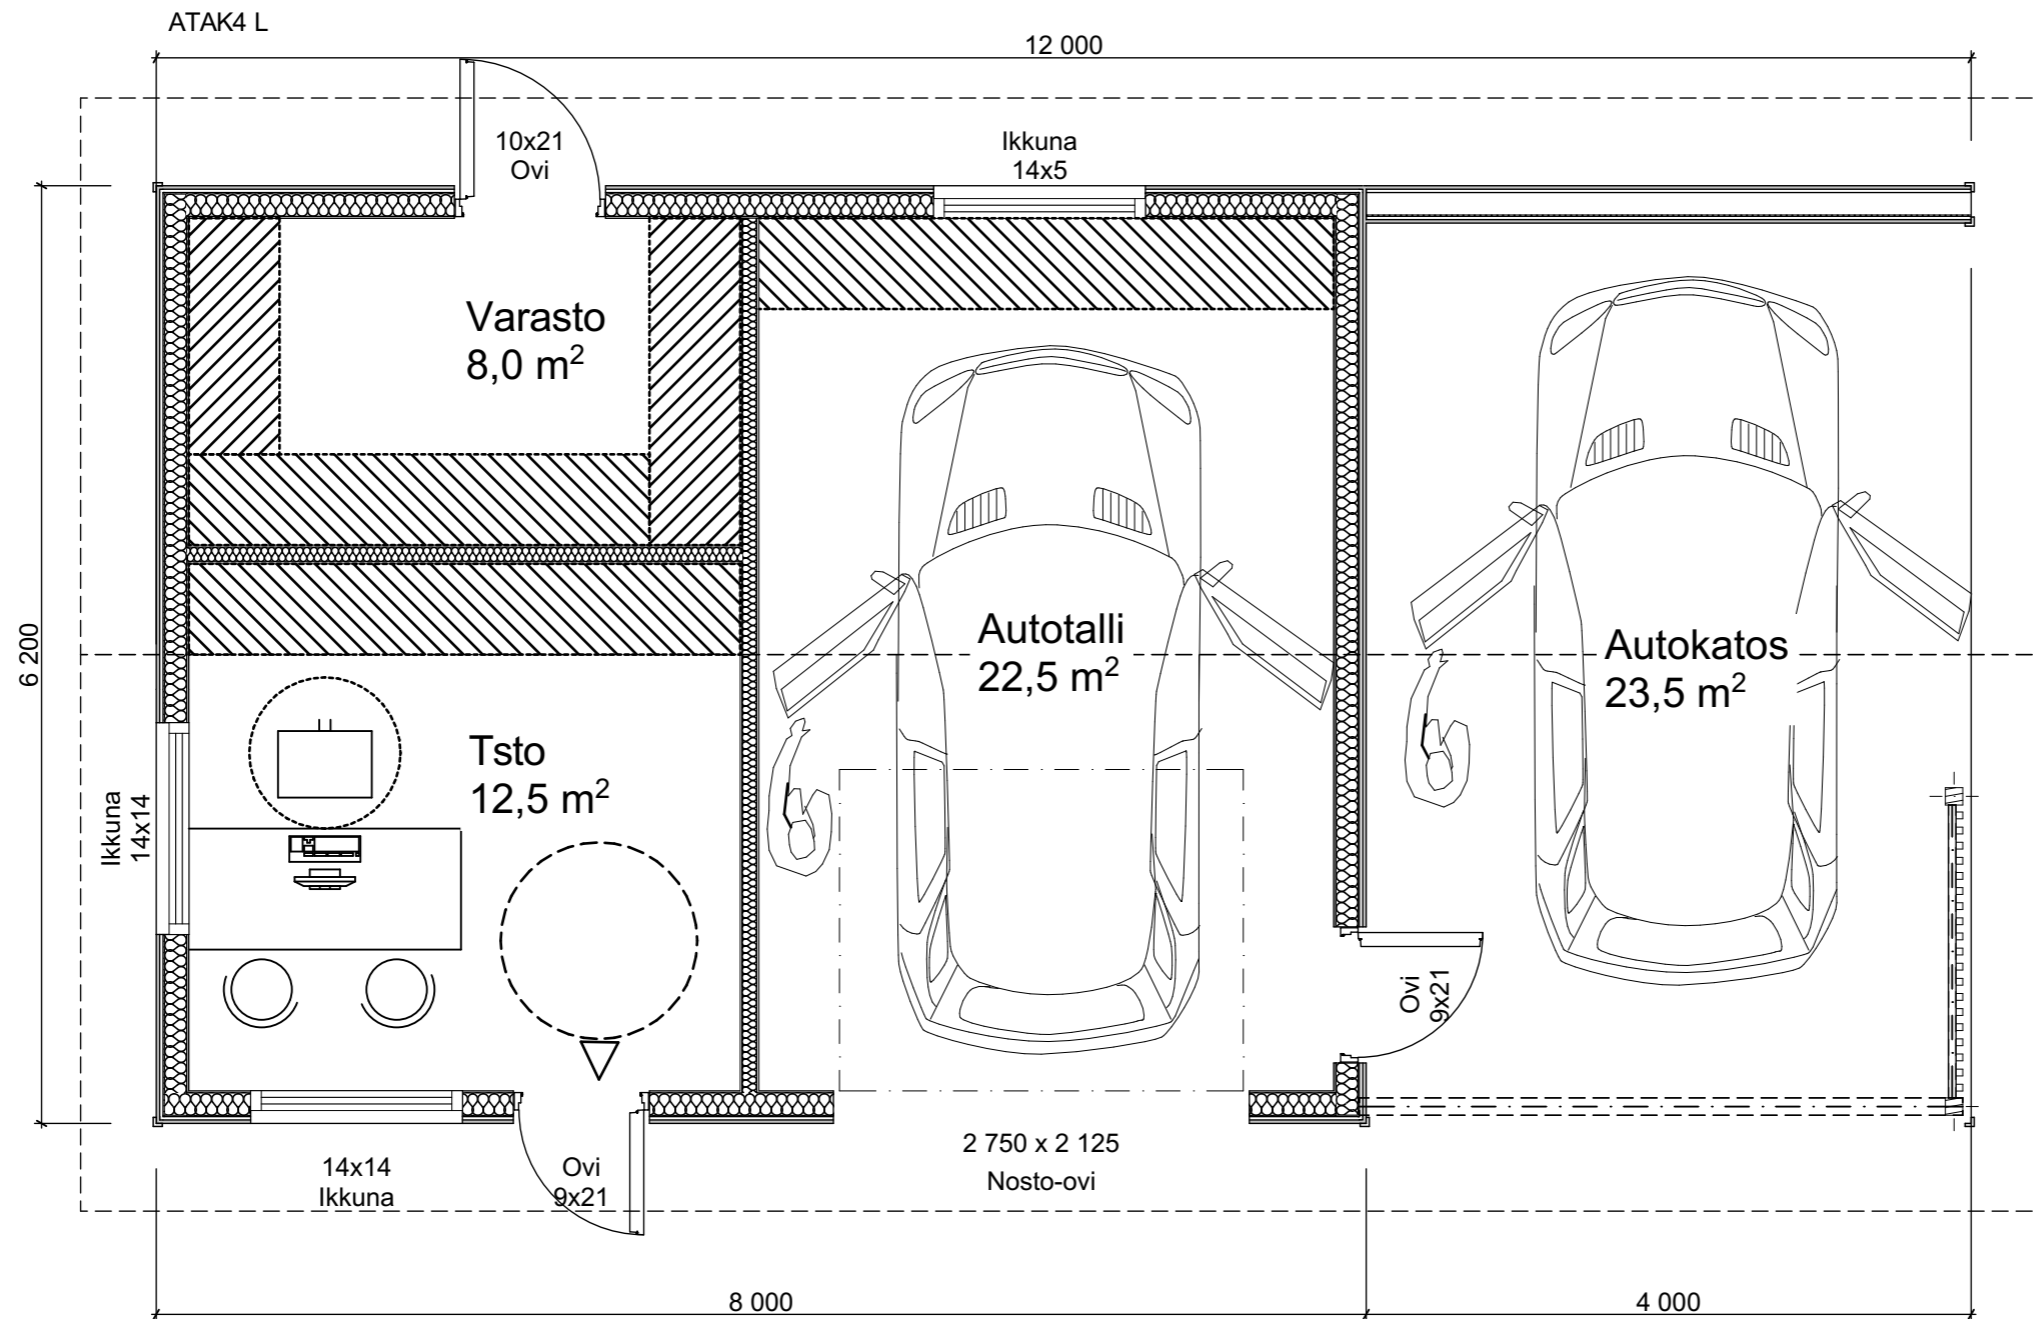 ATAK4 L
12 000
10x21
Ovi
Ikkuna
14x5
Varasto
8,0 m²
6 200
Autotalli
22,5 m²
Autokatos
23,5 m²
Tsto
12,5 m²
Ikkuna
14x14
Ovi
9x21
14x14
Ikkuna
Ovi
9x21
2 750 x 2 125
Nosto-ovi
8 000
4 000